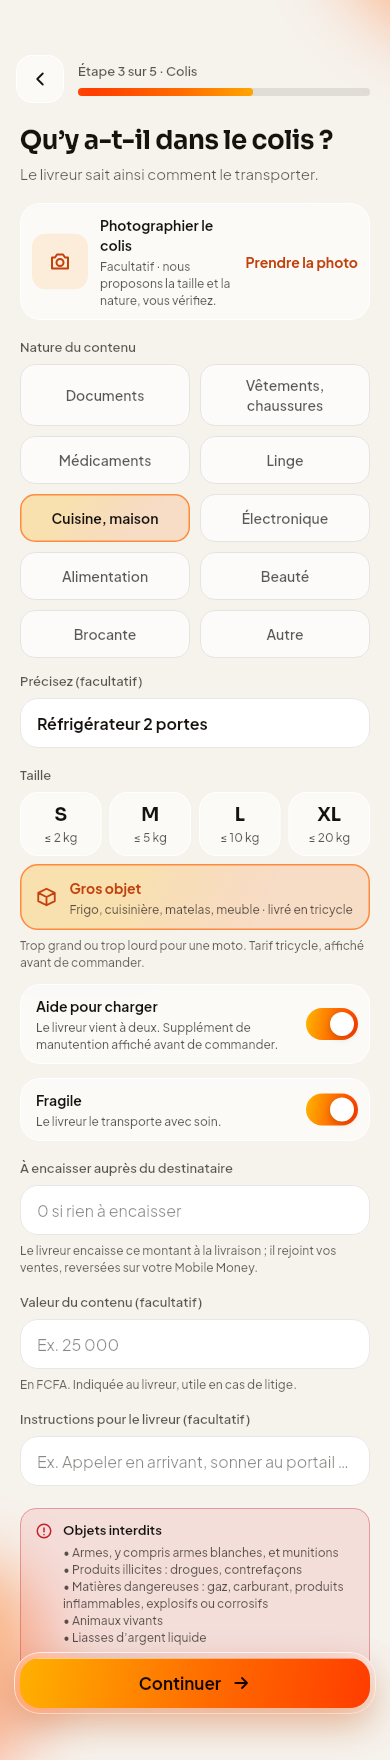 Étape 3 sur 5 · Colis
Qu’y a-t-il dans le colis ?
Le livreur sait ainsi comment le transporter.
Photographier le
colis
Facultatif · nous
proposons la taille et la
nature, vous vérifiez.
Prendre la photo
Nature du contenu
Documents
Vêtements,
chaussures
Médicaments
Linge
Cuisine, maison
Électronique
Alimentation
Beauté
Brocante
Autre
Précisez (facultatif)
Réfrigérateur 2 portes
Taille
S
≤ 2 kg
M
≤ 5 kg
L
≤ 10 kg
XL
≤ 20 kg
Gros objet
Frigo, cuisinière, matelas, meuble · livré en tricycle
Trop grand ou trop lourd pour une moto. Tarif tricycle, affiché
avant de commander.
Aide pour charger
Le livreur vient à deux. Supplément de
manutention affiché avant de commander.
Fragile
Le livreur le transporte avec soin.
À encaisser auprès du destinataire
0 si rien à encaisser
Le livreur encaisse ce montant à la livraison ; il rejoint vos
ventes, reversées sur votre Mobile Money.
Valeur du contenu (facultatif)
Ex. 25 000
En FCFA. Indiquée au livreur, utile en cas de litige.
Instructions pour le livreur (facultatif)
Ex. Appeler en arrivant, sonner au portail ...
Objets interdits
• Armes, y compris armes blanches, et munitions
• Produits illicites : drogues, contrefaçons
• Matières dangereuses : gaz, carburant, produits
inflammables, explosifs ou corrosifs
• Animaux vivants
• Liasses d’argent liquide
Continuer →